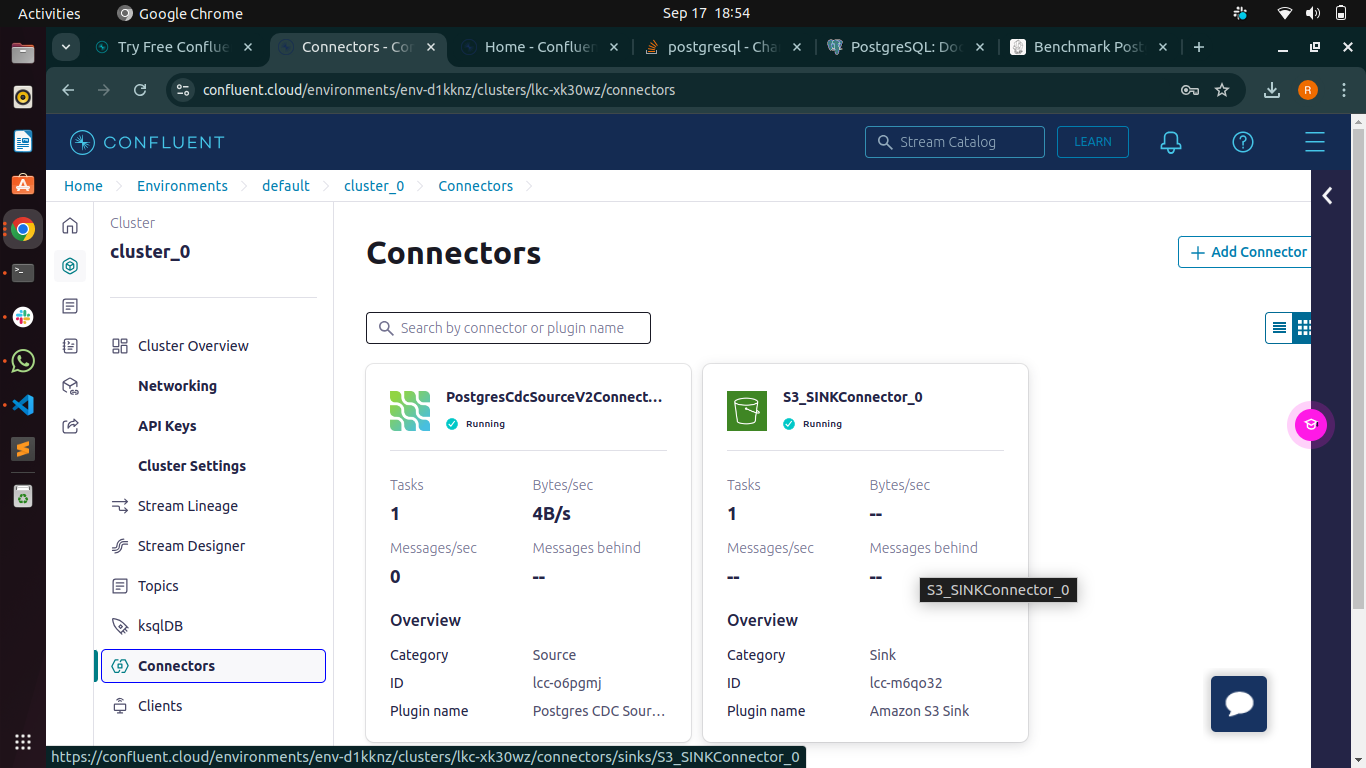 Activities
Google Chrome
Sep 17 18:54
Try Free Conflue
Connectors - Cor
Home - Confluen
postgresql - Cha
PostgreSQL: Doc
Benchmark Post
confluent.cloud/environments/env-d1kknz/clusters/lkc-xk30wz/connectors
R
CONFLUENT
Stream Catalog
LEARN
Home
Environments
default
cluster_0
Connectors
Cluster
cluster_0
Cluster Overview
Networking
API Keys
Cluster Settings
Stream Lineage
Stream Designer
Topics
ksqlDB
Connectors
Clients
Connectors
Add Connector
Search by connector or plugin name
PostgresCdcSourceV2Connect...
Running
Tasks
Bytes/sec
1
4B/s
Messages/sec
Messages behind
0
--
Overview
Category
Source
ID
lcc-o6pgmj
Plugin name
Postgres CDC Sour...
S3_SINKConnector_0
Running
Tasks
Bytes/sec
1
--
Messages/sec
Messages behind
--
--
S3_SINKConnector_0
Overview
Category
Sink
ID
lcc-m6qo32
Plugin name
Amazon S3 Sink
https://confluent.cloud/environments/env-d1kknz/clusters/lkc-xk30wz/connectors/sinks/S3_SINKConnector_0